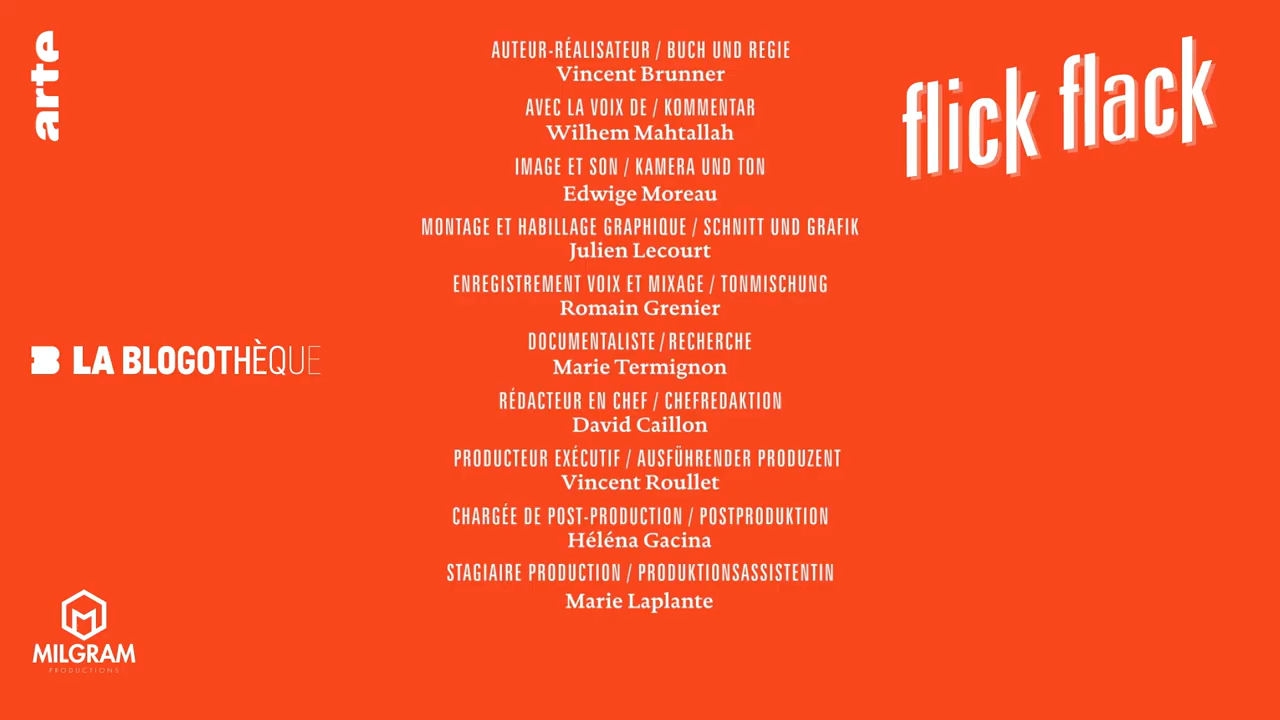 arte
AUTEUR-RÉALISATEUR / BUCH UND REGIE
Vincent Brunner
AVEC LA VOIX DE / KOMMENTAR
Wilhem Mahtallah
IMAGE ET SON / KAMERA UND TON
Edwige Moreau
MONTAGE ET HABILLAGE GRAPHIQUE / SCHNITT UND GRAFIK
Julien Lecourt
ENREGISTREMENT VOIX ET MIXAGE / TONMISCHUNG
Romain Grenier
DOCUMENTALISTE / RECHERCHE
Marie Termignon
RÉDACTEUR EN CHEF / CHEFREDAKTION
David Caillon
PRODUCTEUR EXÉCUTIF / AUSFÜHRENDER PRODUZENT
Vincent Roullet
CHARGÉE DE POST-PRODUCTION / POSTPRODUKTION
Héléna Gacina
STAGIAIRE PRODUCTION / PRODUKTIONSASSISTENTIN
Marie Laplante
flick flack
B LA BLOGOTHÈQUE
MILGRAM
PRODUCTIONS